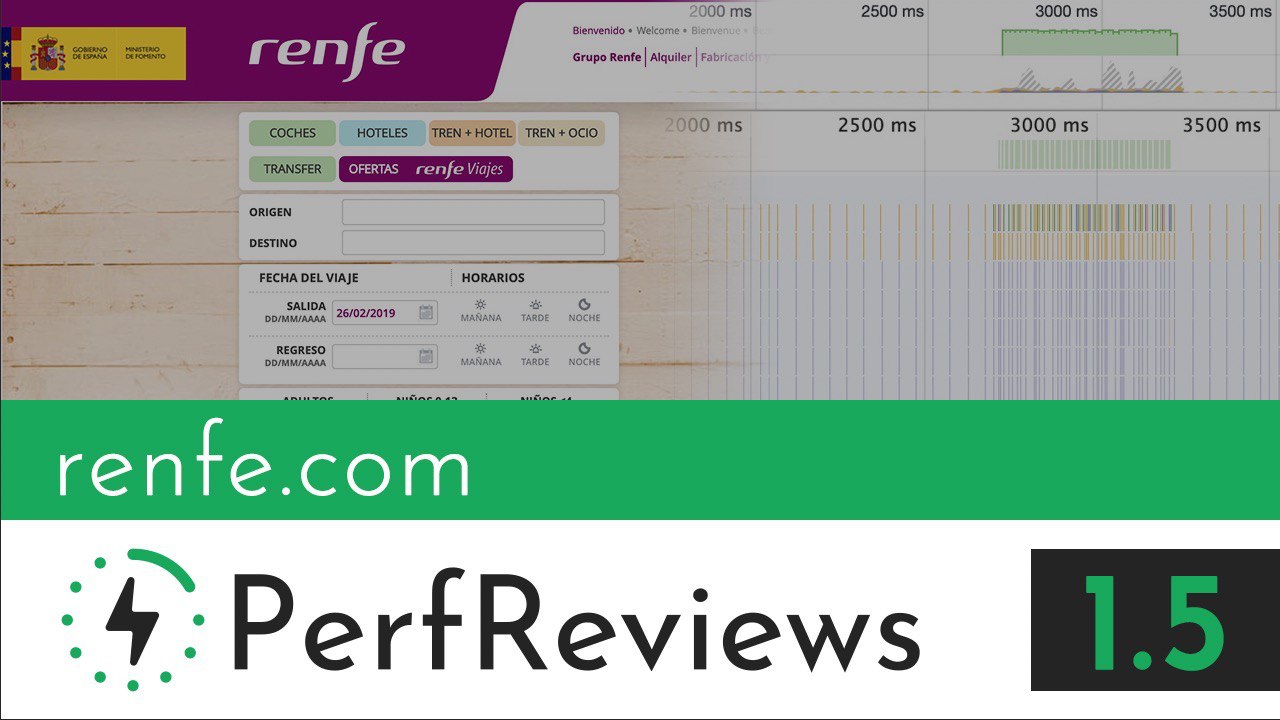 2000 ms 2500 ms 3000 ms 3500 ms
GOBIERNO DE ESPAÑA
MINISTERIO DE FOMENTO
renfe
Bienvenido • Welcome • Bienvenue •
Grupo Renfe | Alquiler | Fabricación
2000 ms 2500 ms 3000 ms 3500 ms
COCHES HOTELES TREN + HOTEL TREN + OCIO
TRANSFER OFERTAS renfe Viajes
ORIGEN
DESTINO
FECHA DEL VIAJE HORARIOS
SALIDA
DD/MM/AAAA
26/02/2019
MAÑANA TARDE NOCHE
REGRESO
DD/MM/AAAA
MAÑANA TARDE NOCHE
renfe.com
PerfReviews
1.5